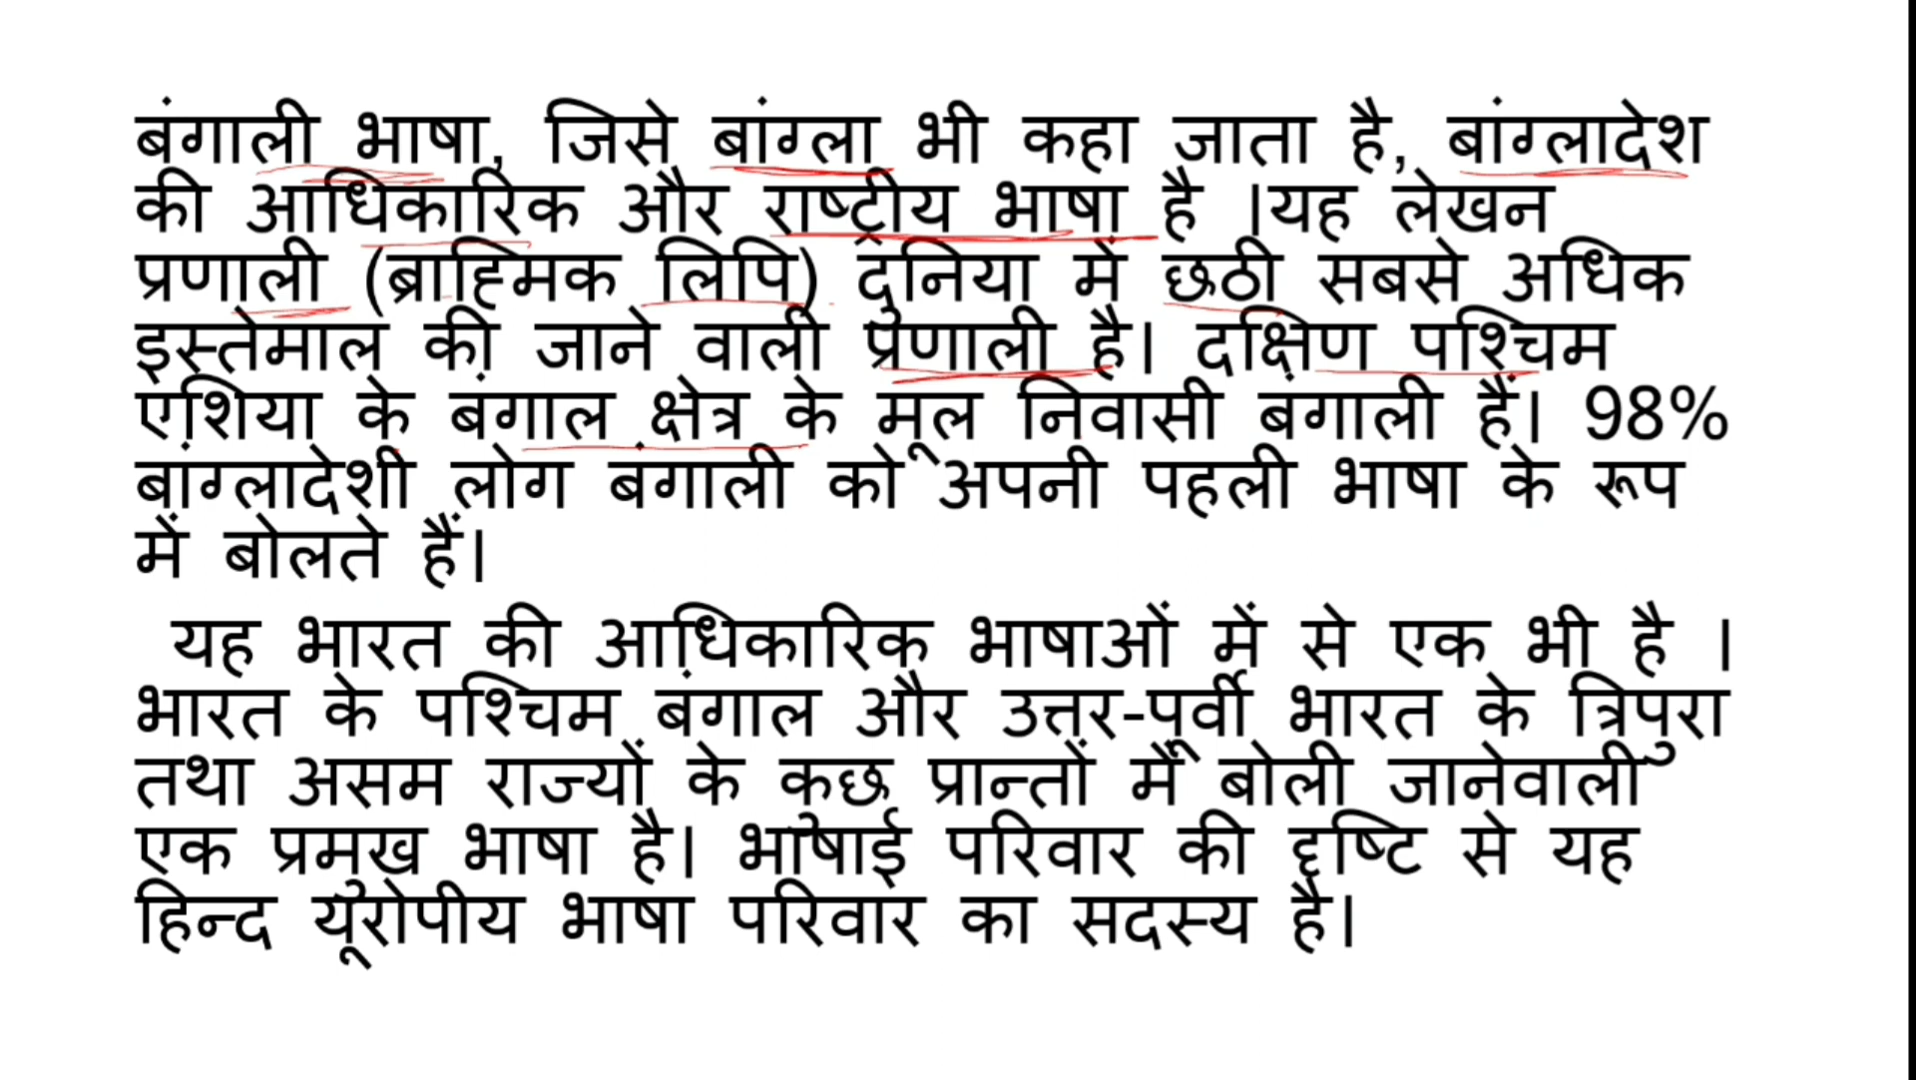 बंगाली भाषा, जिसे बांग्ला भी कहा जाता है, बांग्लादेश
की आधिकारिक और राष्ट्रीय भाषा है ।यह लेखन
प्रणाली (ब्राह्मिक लिपि) दुनिया में छठी सबसे अधिक
इस्तेमाल की जाने वाली प्रणाली है। दक्षिण पश्चिम
एशिया के बंगाल क्षेत्र के मूल निवासी बंगाली हैं। 98%
बांग्लादेशी लोग बंगाली को अपनी पहली भाषा के रूप
में बोलते हैं।
यह भारत की आधिकारिक भाषाओं में से एक भी है ।
भारत के पश्चिम बंगाल और उत्तर-पूर्वी भारत के त्रिपुरा
तथा असम राज्यों के कुछ प्रान्तों में बोली जानेवाली
एक प्रमुख भाषा है। भाषाई परिवार की दृष्टि से यह
हिन्द यूरोपीय भाषा परिवार का सदस्य है।